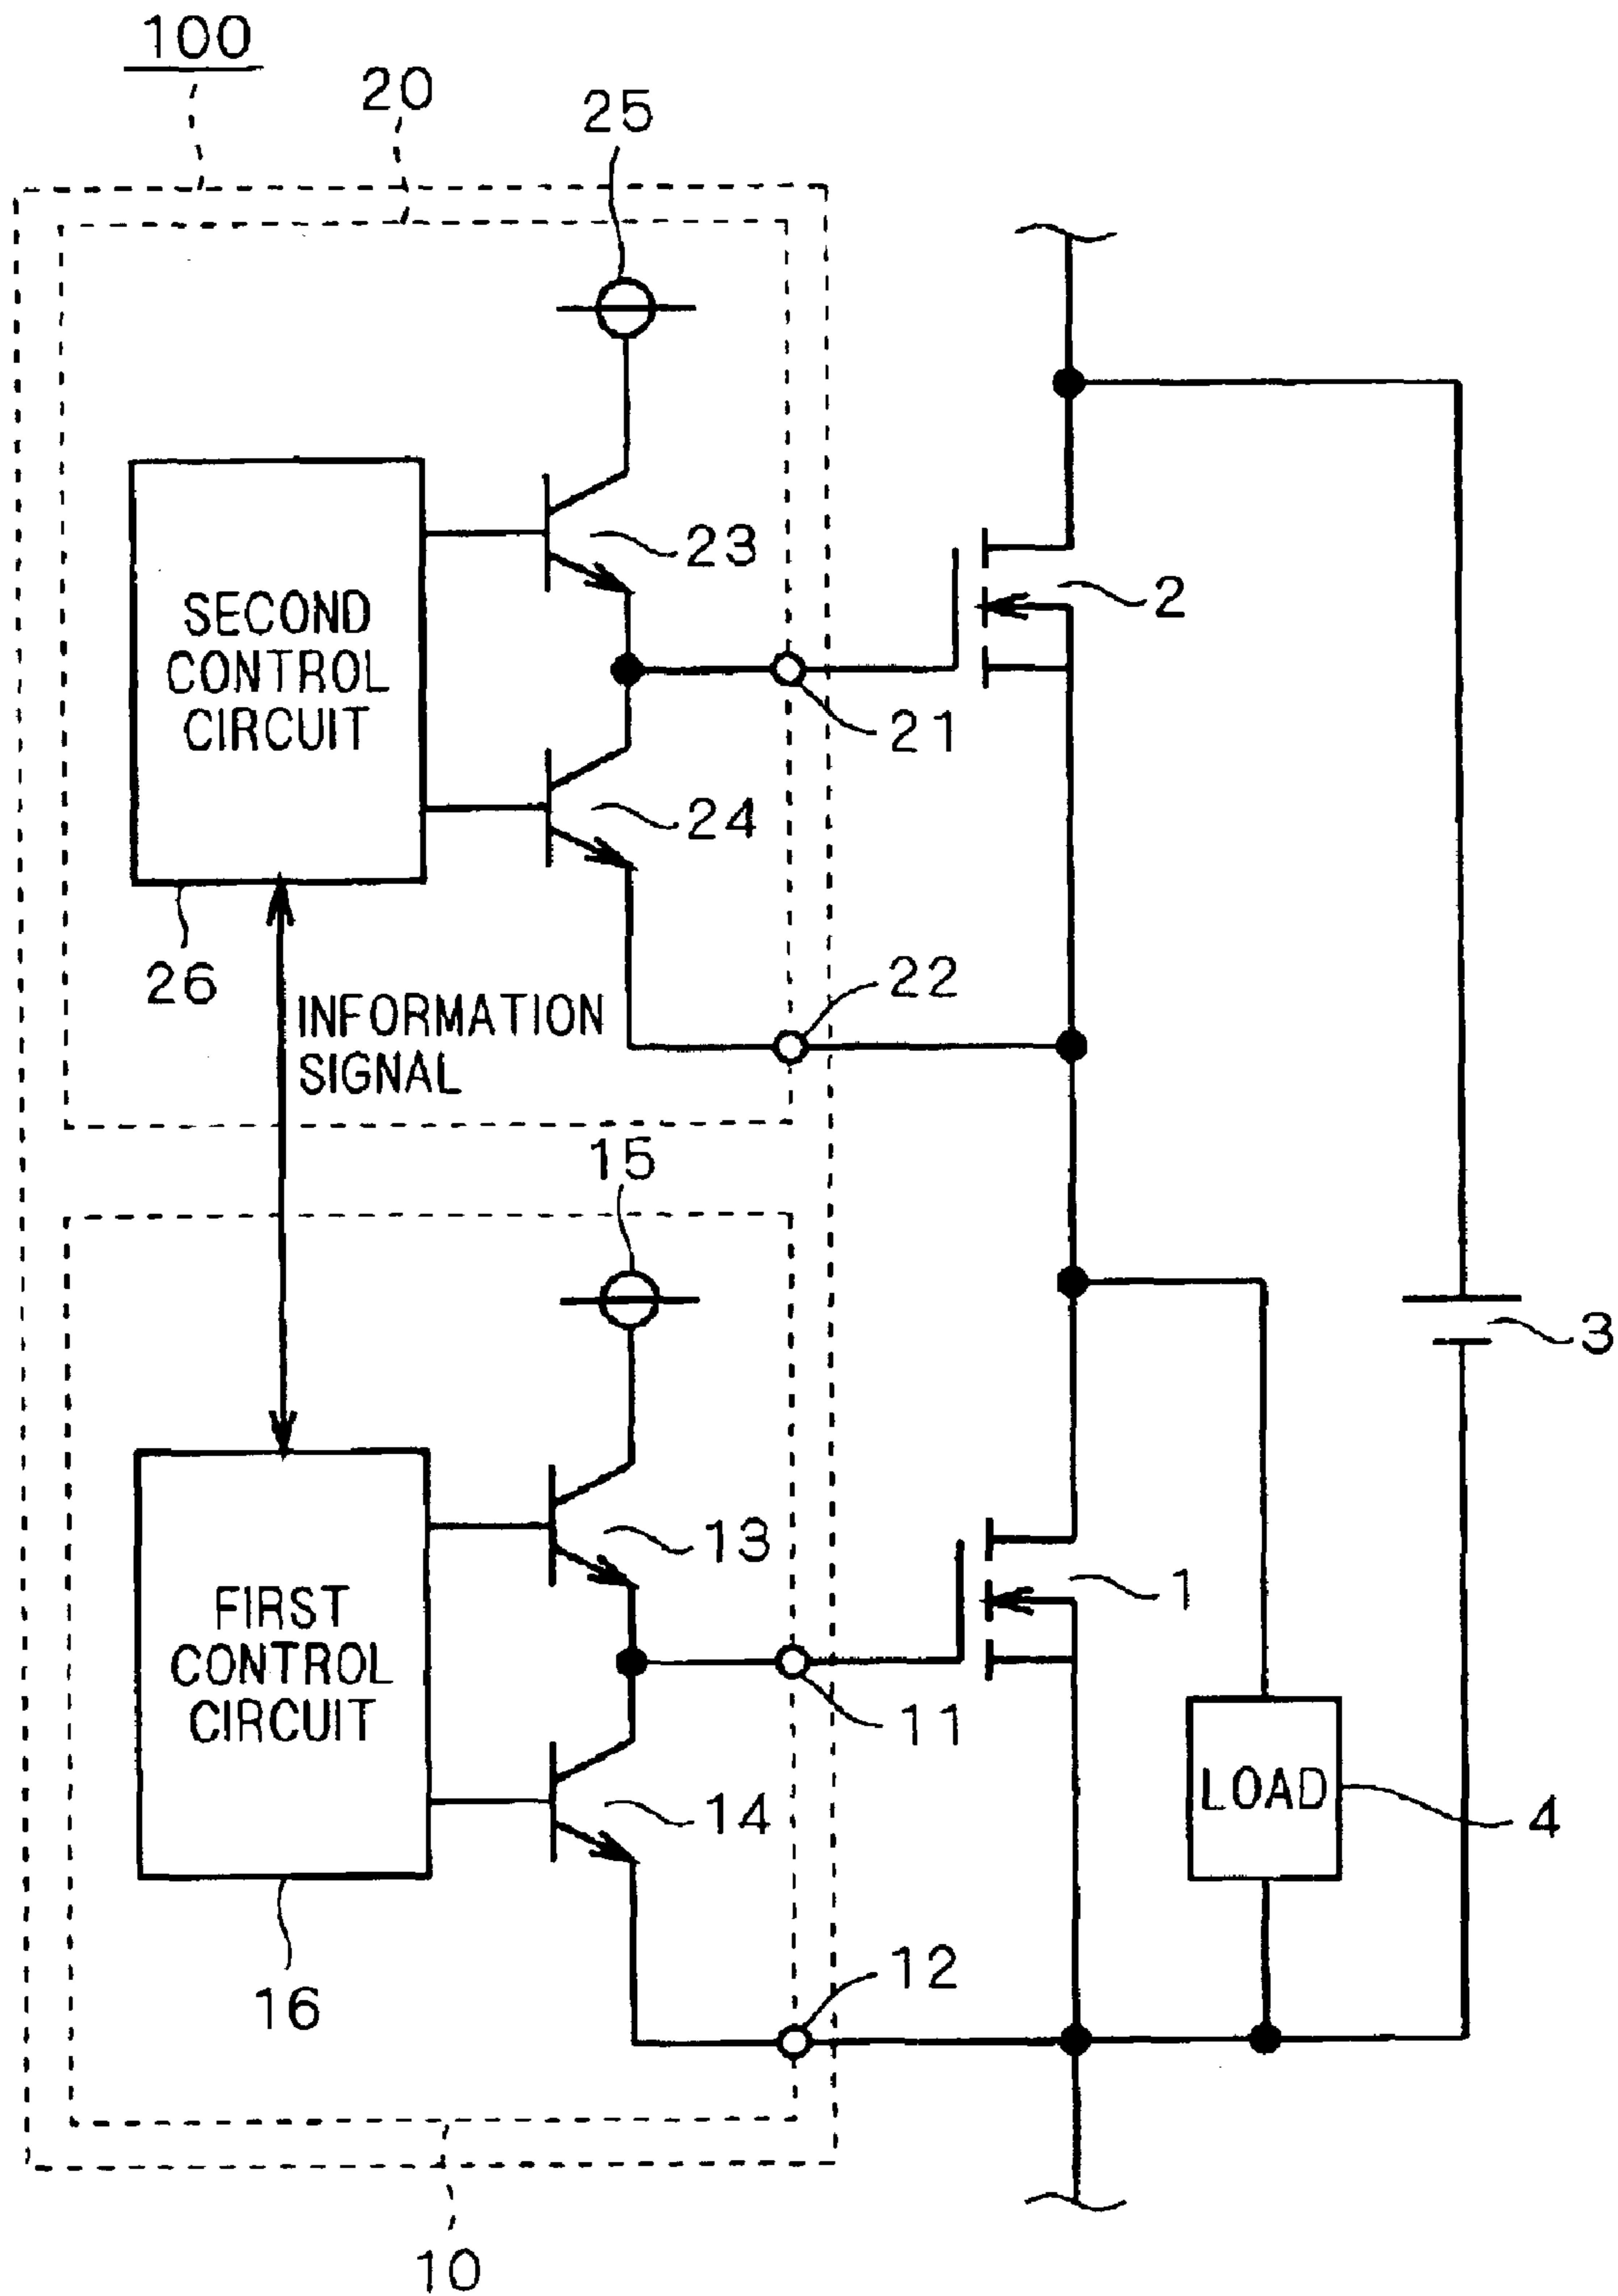 100
20
25
SECOND
CONTROL
CIRCUIT
23
2
21
24
26
22
INFORMATION
SIGNAL
15
3
FIRST
CONTROL
CIRCUIT
13
1
11
LOAD
14
4
16
12
10